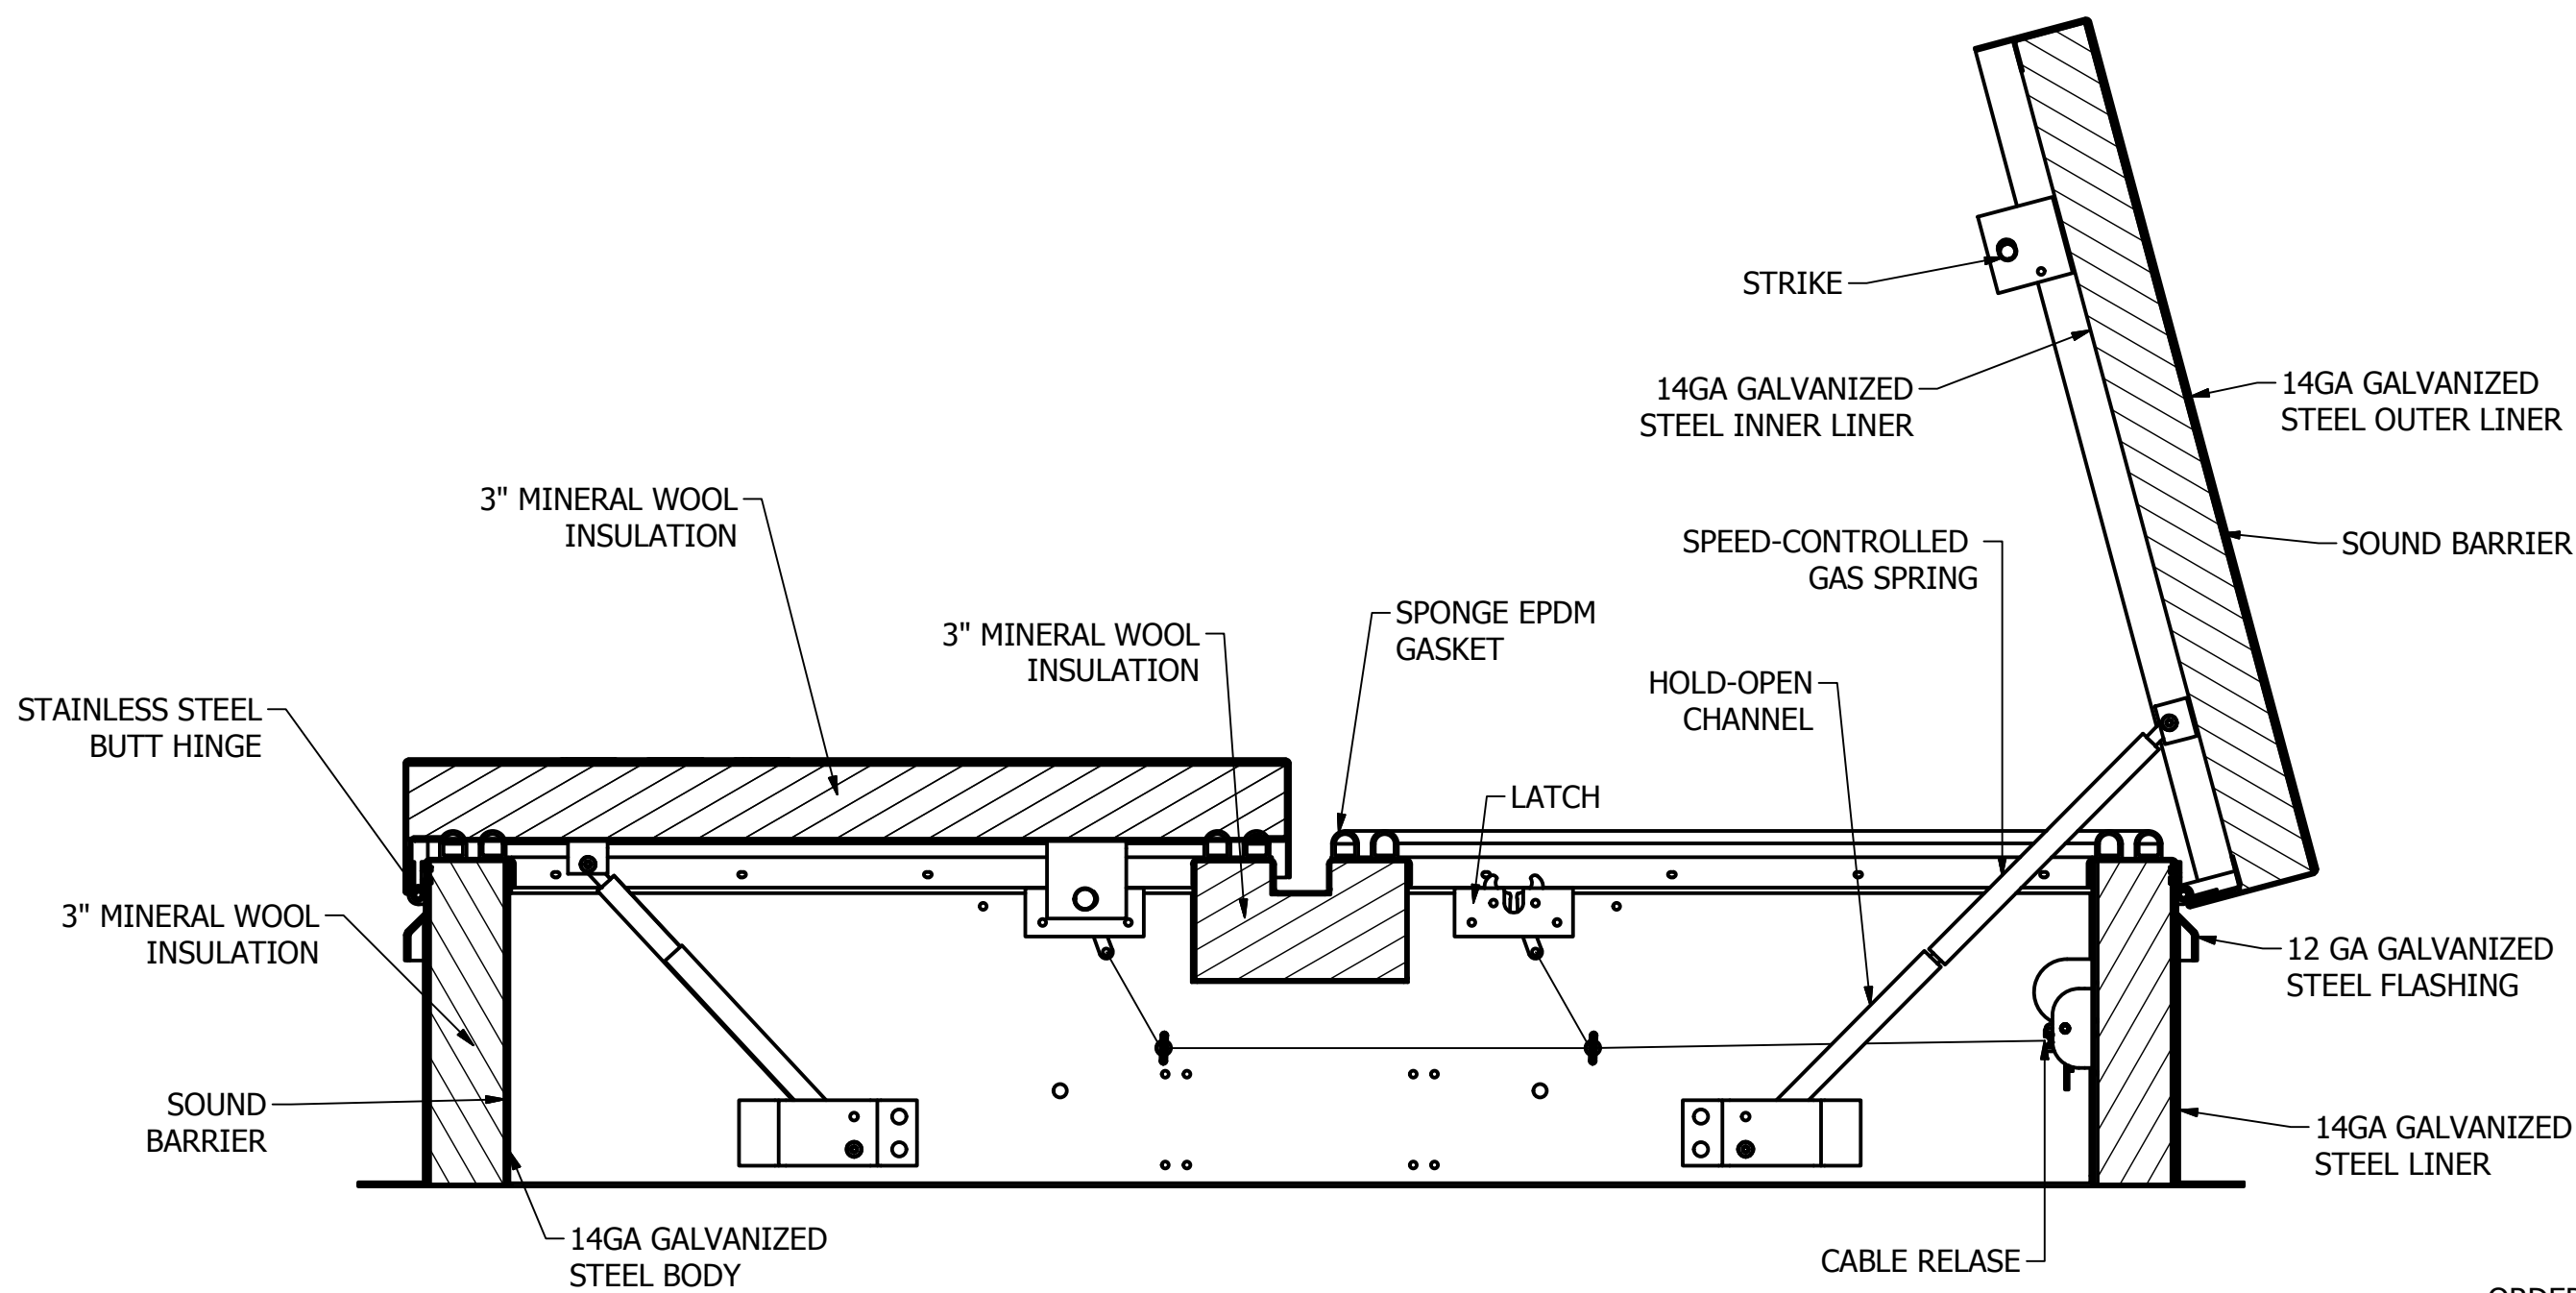 STRIKE
14GA GALVANIZED
STEEL INNER LINER
14GA GALVANIZED
STEEL OUTER LINER
3" MINERAL WOOL
INSULATION
SPEED-CONTROLLED
GAS SPRING
SOUND BARRIER
3" MINERAL WOOL
INSULATION
SPONGE EPDM
GASKET
HOLD-OPEN
CHANNEL
STAINLESS STEEL
BUTT HINGE
LATCH
3" MINERAL WOOL
INSULATION
12 GA GALVANIZED
STEEL FLASHING
SOUND
BARRIER
14GA GALVANIZED
STEEL LINER
14GA GALVANIZED
STEEL BODY
CABLE RELASE